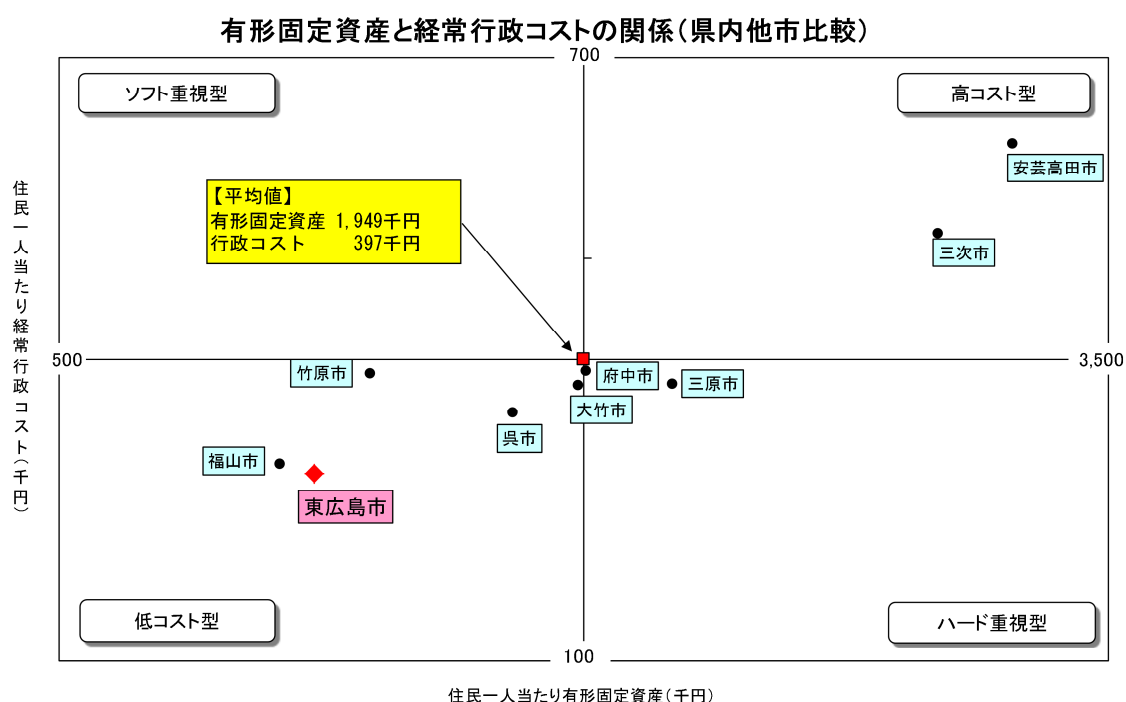 有形固定資産と経常行政コストの関係(県内他市比較)
700
ソフト重視型
高コスト型
安芸高田市
【平均値】
有形固定資産 1,949千円
行政コスト 397千円
三次市
住民一人当たり経常行政コスト(千円)
500
3,500
竹原市
府中市
三原市
大竹市
呉市
福山市
東広島市
低コスト型
ハード重視型
100
住民一人当たり有形固定資産(千円)